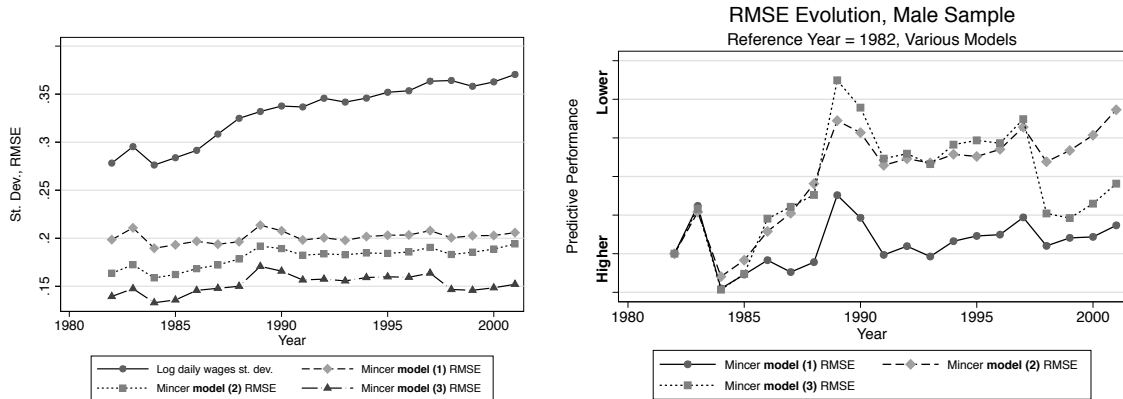 St. Dev., RMSE
.35
.3
.25
.2
.15
1980 1985 1990 1995 2000
Year
Log daily wages st. dev. Mincer model (1) RMSE
Mincer model (2) RMSE Mincer model (3) RMSE
RMSE Evolution, Male Sample
Reference Year = 1982, Various Models
Predictive Performance
Lower
Higher
1980 1985 1990 1995 2000
Year
Mincer model (1) RMSE Mincer model (2) RMSE
Mincer model (3) RMSE